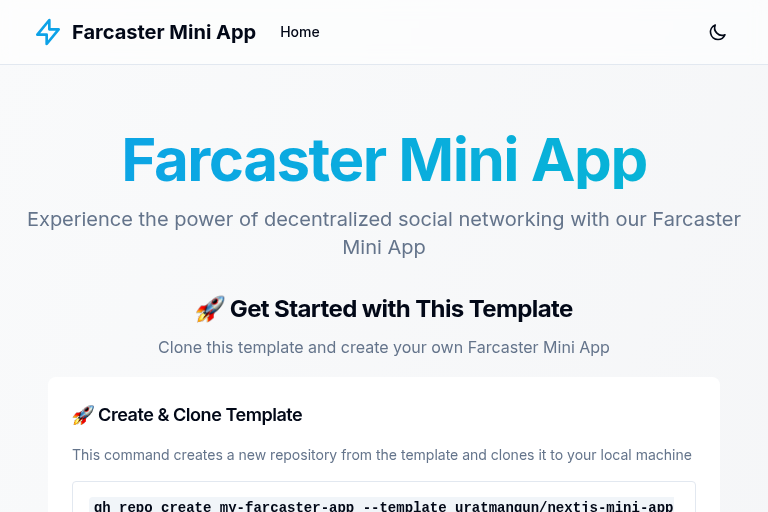 Farcaster Mini App Home
Farcaster Mini App
Experience the power of decentralized social networking with our Farcaster
Mini App
🚀 Get Started with This Template
Clone this template and create your own Farcaster Mini App
🚀 Create & Clone Template
This command creates a new repository from the template and clones it to your local machine
gh repo create my-farcaster-app --template uratmangun/nextjs-mini-app